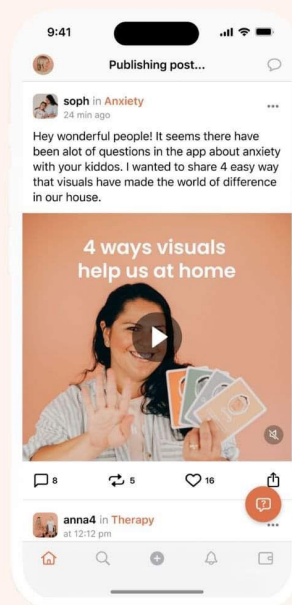 9:41
Publishing post...
soph in Anxiety
24 min ago
Hey wonderful people! It seems there have
been alot of questions in the app about anxiety
with your kiddos. I wanted to share 4 easy way
that visuals have made the world of difference
in our house.
4 ways visuals
help us at home
8 5 16
anna4 in Therapy
at 12:12 pm